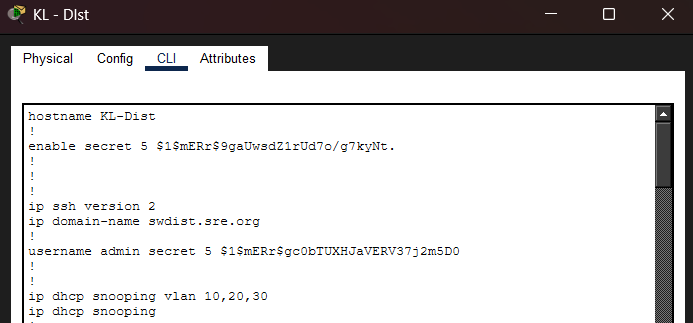 KL - DIst
Physical Config CLI Attributes
hostname KL-Dist
!
enable secret 5 $1$mERr$9gaUwsdZ1rUd7o/g7kyNt.
!
!
!
ip ssh version 2
ip domain-name swdist.sre.org
!
username admin secret 5 $1$mERr$gc0bTUXHJaVERV37j2m5D0
!
!
ip dhcp snooping vlan 10,20,30
ip dhcp snooping